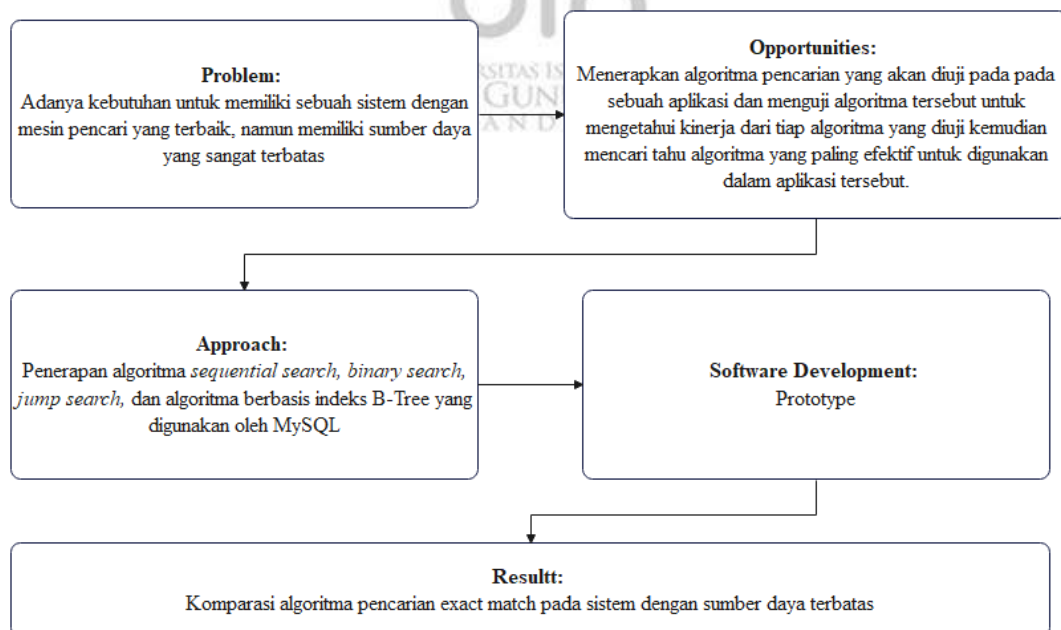 SITAS IS
GUN
A N D
Problem:
Adanya kebutuhan untuk memiliki sebuah sistem dengan
mesin pencari yang terbaik, namun memiliki sumber daya
yang sangat terbatas
Opportunities:
Menerapkan algoritma pencarian yang akan diuji pada pada
sebuah aplikasi dan menguji algoritma tersebut untuk
mengetahui kinerja dari tiap algoritma yang diuji kemudian
mencari tahu algoritma yang paling efektif untuk digunakan
dalam aplikasi tersebut.
Approach:
Penerapan algoritma sequential search, binary search,
jump search, dan algoritma berbasis indeks B-Tree yang
digunakan oleh MySQL
Software Development:
Prototype
Resultt:
Komparasi algoritma pencarian exact match pada sistem dengan sumber daya terbatas